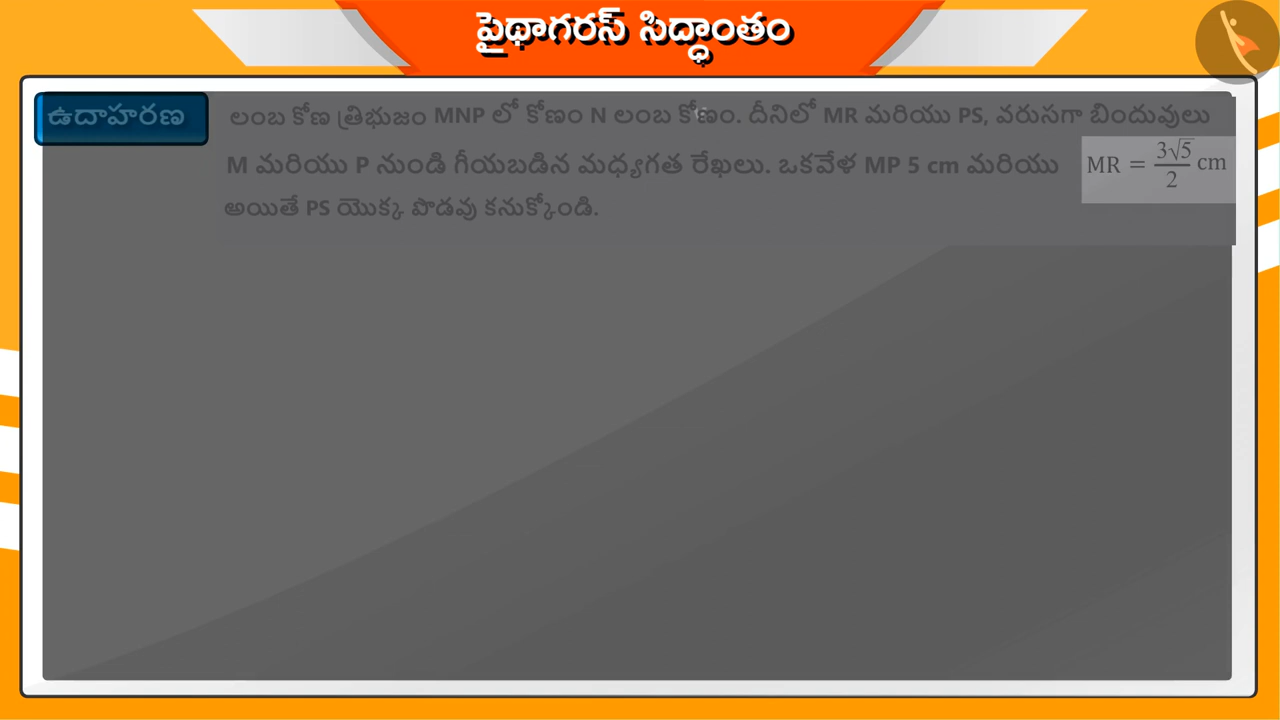 పైథాగరస్ సిద్ధాంతం
ఉదాహరణ
లంబ కోణ త్రిభుజం MNP లో కోణం N లంబ కోణం. దీనిలో MR మరియు PS, వరుసగా బిందువులు
M మరియు P నుండి గీయబడిన మధ్యగత రేఖలు. ఒకవేళ MP 5 cm మరియు MR = 3√5/2 cm
అయితే PS యొక్క పొడవు కనుక్కోండి.